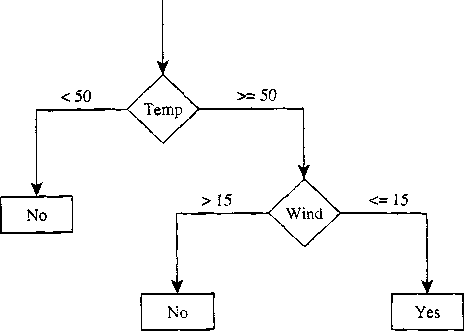 < 50
Temp
>= 50
No
> 15
Wind
<= 15
No
Yes